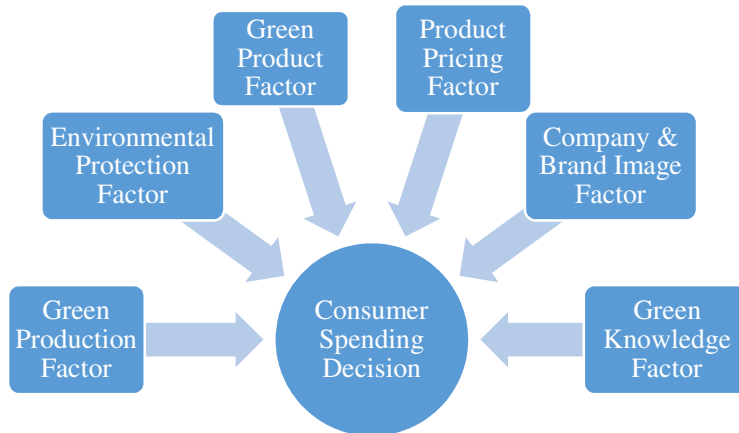 Green
Product
Factor
Product
Pricing
Factor
Environmental
Protection
Factor
Company &
Brand Image
Factor
Green
Production
Factor
Consumer
Spending
Decision
Green
Knowledge
Factor